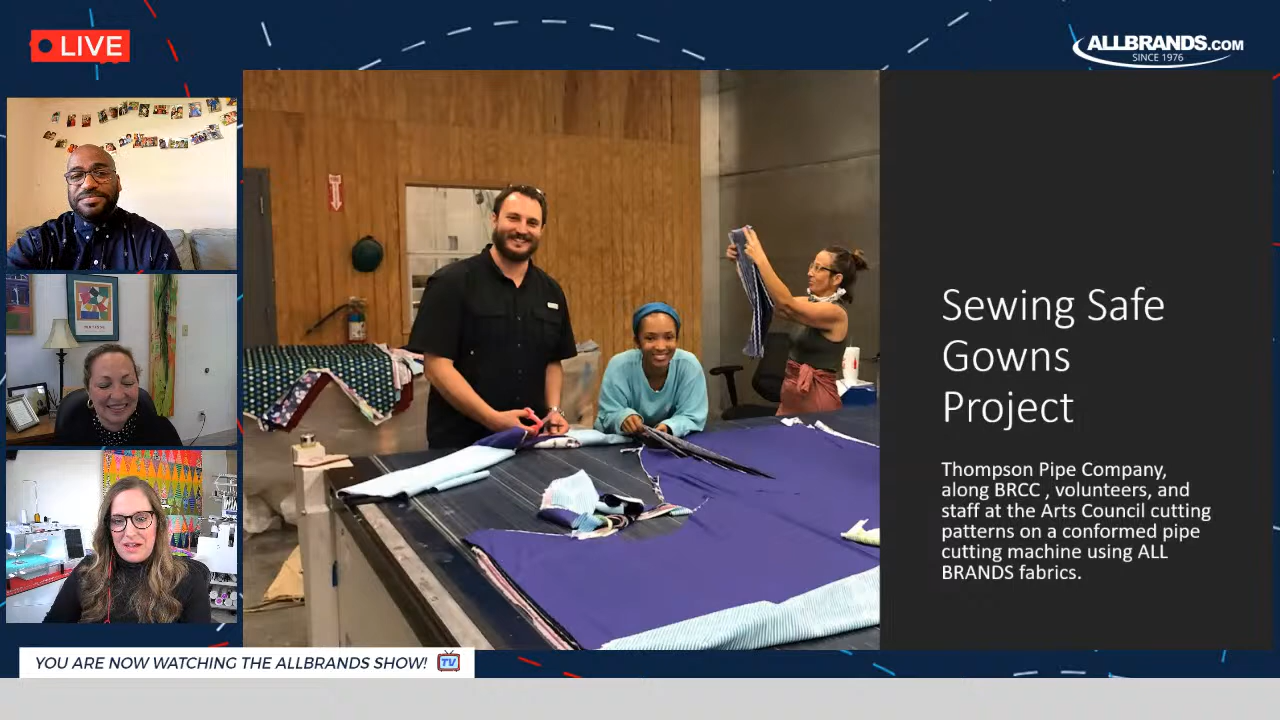 LIVE
ALLBRANDS.COM
SINCE 1976
Sewing Safe
Gowns
Project
Thompson Pipe Company,
along BRCC , volunteers, and
staff at the Arts Council cutting
patterns on a conformed pipe
cutting machine using ALL
BRANDS fabrics.
YOU ARE NOW WATCHING THE ALLBRANDS SHOW!
TV